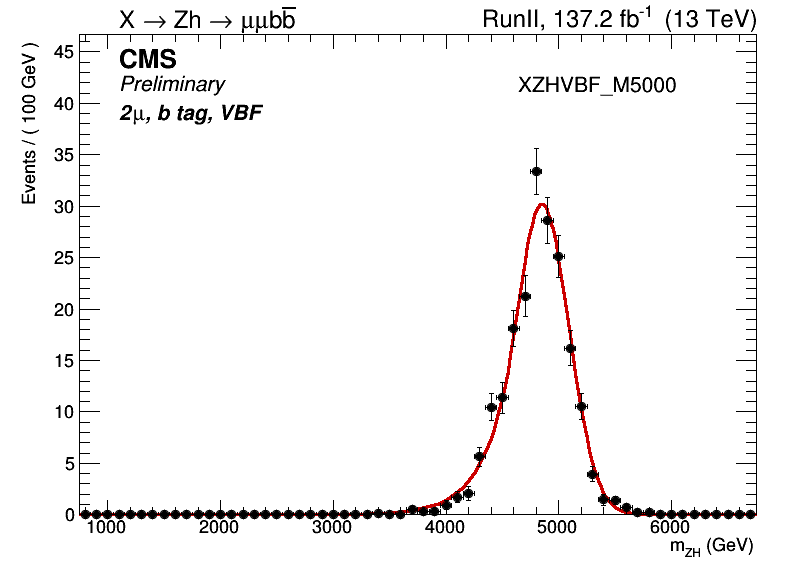 X → Zh → μμbb̅
RunII, 137.2 fb⁻¹ (13 TeV)
CMS
Preliminary
2μ, b tag, VBF
XZHVBF_M5000
Events / ( 100 GeV )
45
40
35
30
25
20
15
10
5
0
1000 2000 3000 4000 5000 6000
m_ZH (GeV)